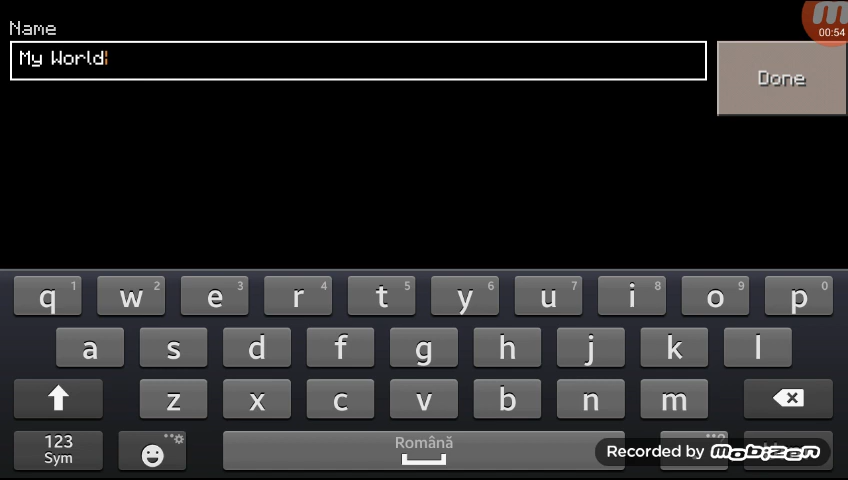 Name
00:54
My World
Done
q 1 w 2 e 3 r 4 t 5 y 6 u 7 i 8 o 9 p 0
a s d f g h j k l
z x c v b n m
123
Sym
Română
Recorded by mobizen